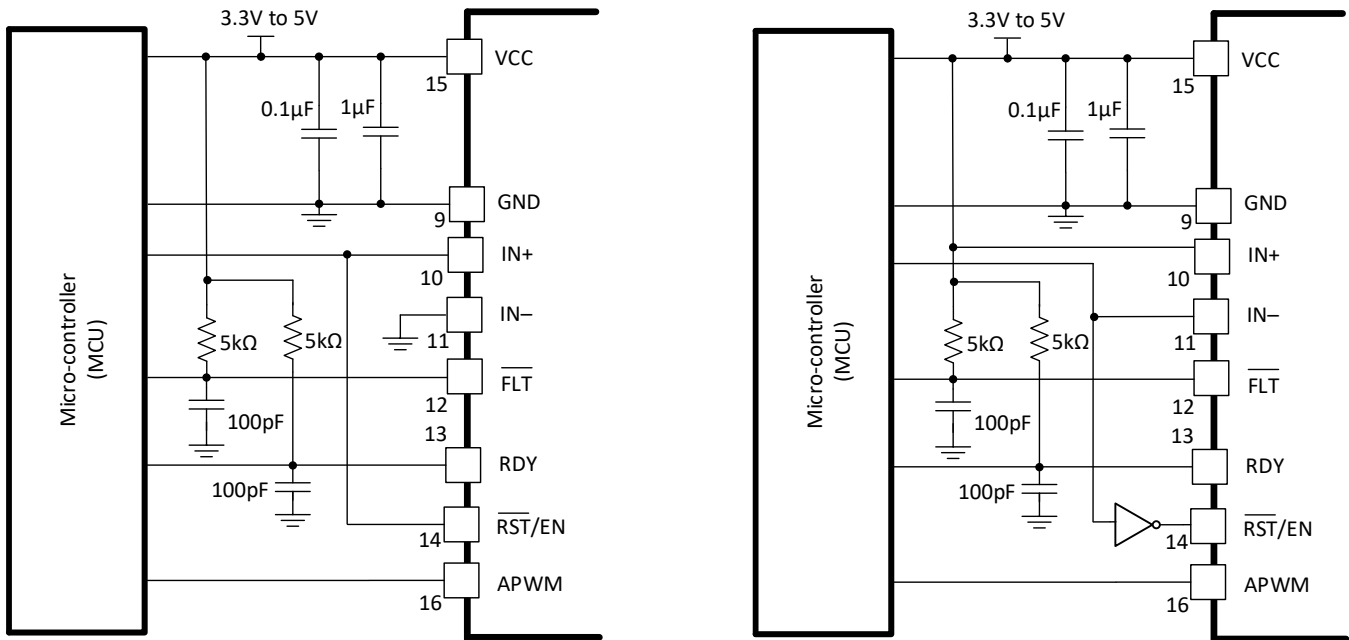 3.3V to 5V
VCC
15
0.1µF
1µF
GND
9
IN+
10
IN−
11
5kΩ
5kΩ
FLT
12
100pF
13
RDY
100pF
RST/EN
14
APWM
16
Micro-controller
(MCU)
3.3V to 5V
VCC
15
0.1µF
1µF
GND
9
IN+
10
IN−
11
5kΩ
5kΩ
FLT
12
100pF
13
RDY
100pF
RST/EN
14
APWM
16
Micro-controller
(MCU)